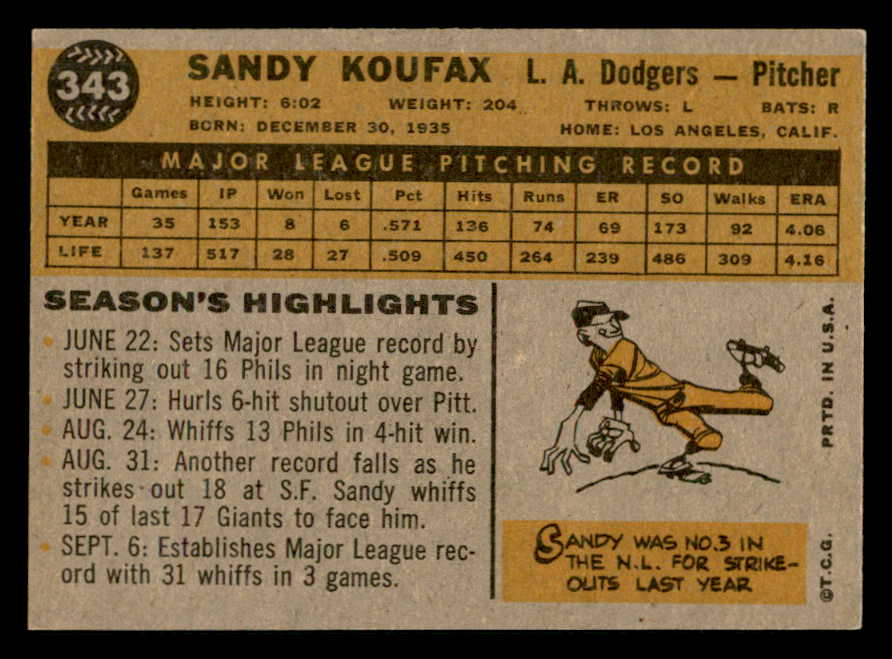 343
SANDY KOUFAX L. A. Dodgers — Pitcher
HEIGHT: 6:02 WEIGHT: 204 THROWS: L BATS: R
BORN: DECEMBER 30, 1935 HOME: LOS ANGELES, CALIF.
MAJOR LEAGUE PITCHING RECORD
Games IP Won Lost Pct Hits Runs ER SO Walks ERA
YEAR 35 153 8 6 .571 136 74 69 173 92 4.06
LIFE 137 517 28 27 .509 450 264 239 486 309 4.16
SEASON'S HIGHLIGHTS
• JUNE 22: Sets Major League record by
striking out 16 Phils in night game.
• JUNE 27: Hurls 6-hit shutout over Pitt.
• AUG. 24: Whiffs 13 Phils in 4-hit win.
• AUG. 31: Another record falls as he
strikes out 18 at S.F. Sandy whiffs
15 of last 17 Giants to face him.
• SEPT. 6: Establishes Major League rec-
ord with 31 whiffs in 3 games.
SANDY WAS NO.3 IN
THE N.L. FOR STRIKE-
OUTS LAST YEAR
©T.C.G. PRTD. IN U.S.A.